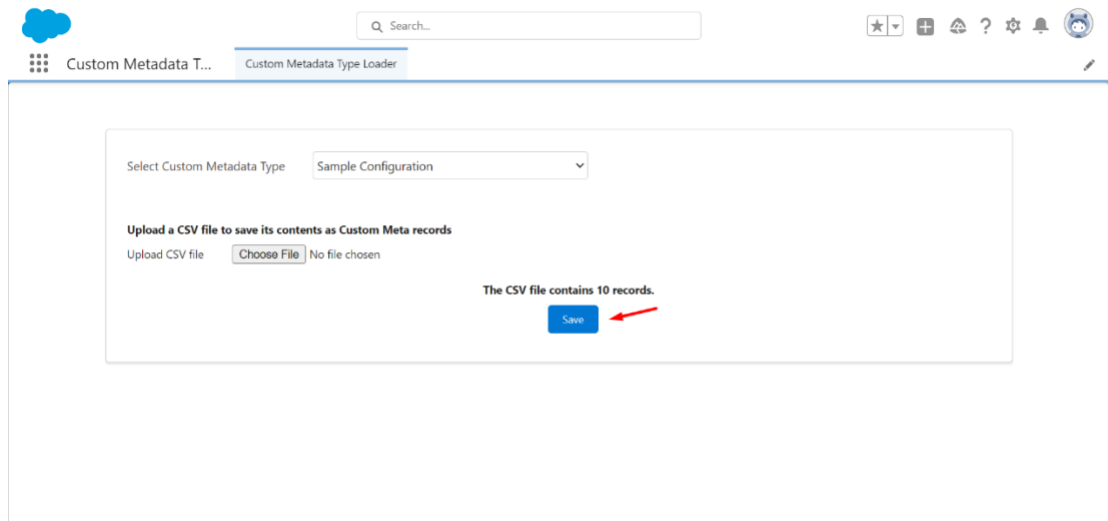 Search...
Custom Metadata T...
Custom Metadata Type Loader
Select Custom Metadata Type
Sample Configuration
Upload a CSV file to save its contents as Custom Meta records
Upload CSV file
Choose File
No file chosen
The CSV file contains 10 records.
Save